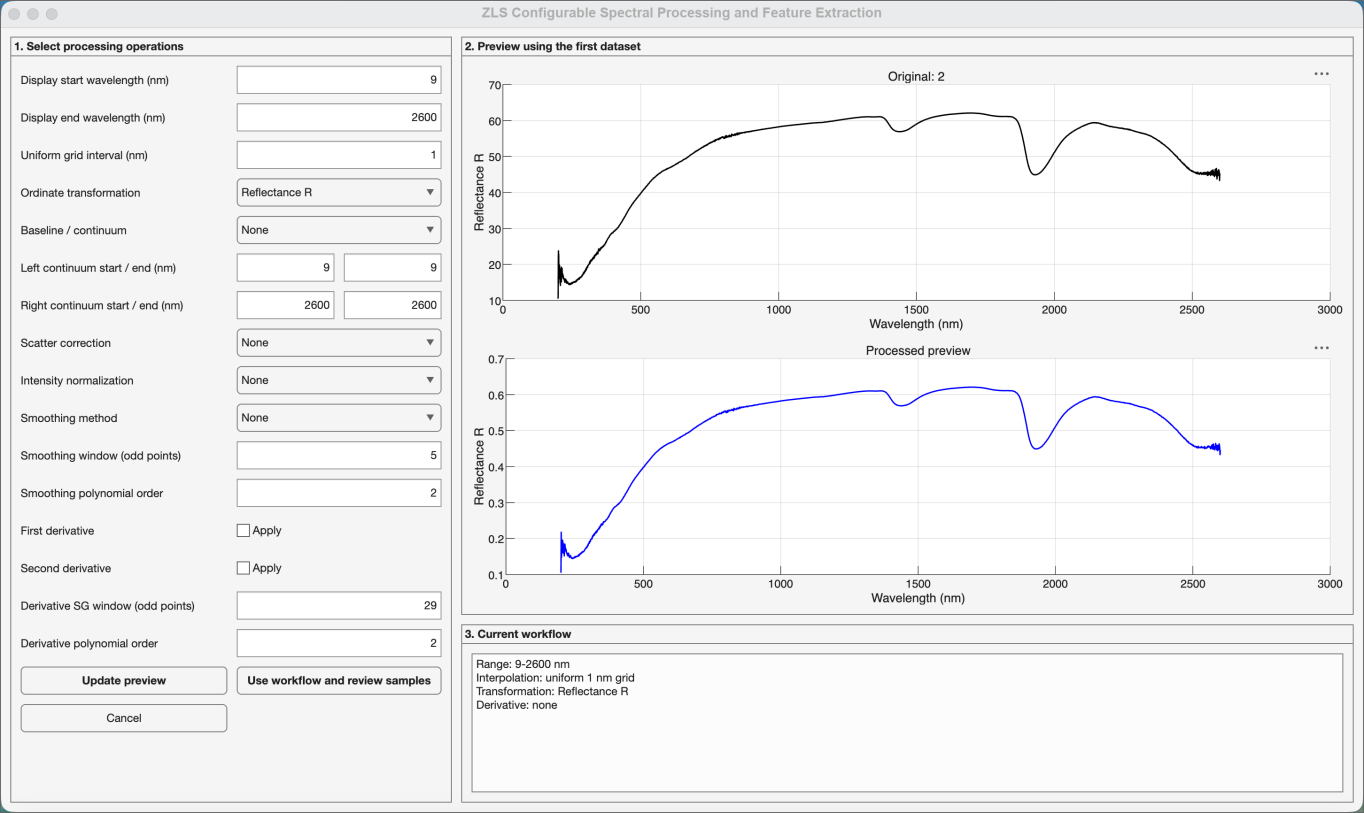 ZLS Configurable Spectral Processing and Feature Extraction
1. Select processing operations
Display start wavelength (nm) 9
Display end wavelength (nm) 2600
Uniform grid interval (nm) 1
Ordinate transformation Reflectance R
Baseline / continuum None
Left continuum start / end (nm) 9 9
Right continuum start / end (nm) 2600 2600
Scatter correction None
Intensity normalization None
Smoothing method None
Smoothing window (odd points) 5
Smoothing polynomial order 2
First derivative Apply
Second derivative Apply
Derivative SG window (odd points) 29
Derivative polynomial order 2
Update preview Use workflow and review samples
Cancel
2. Preview using the first dataset
Original: 2
Reflectance R
70
60
50
40
30
20
10
0 500 1000 1500 2000 2500 3000
Wavelength (nm)
Processed preview
Reflectance R
0.7
0.6
0.5
0.4
0.3
0.2
0.1
0 500 1000 1500 2000 2500 3000
Wavelength (nm)
3. Current workflow
Range: 9-2600 nm
Interpolation: uniform 1 nm grid
Transformation: Reflectance R
Derivative: none